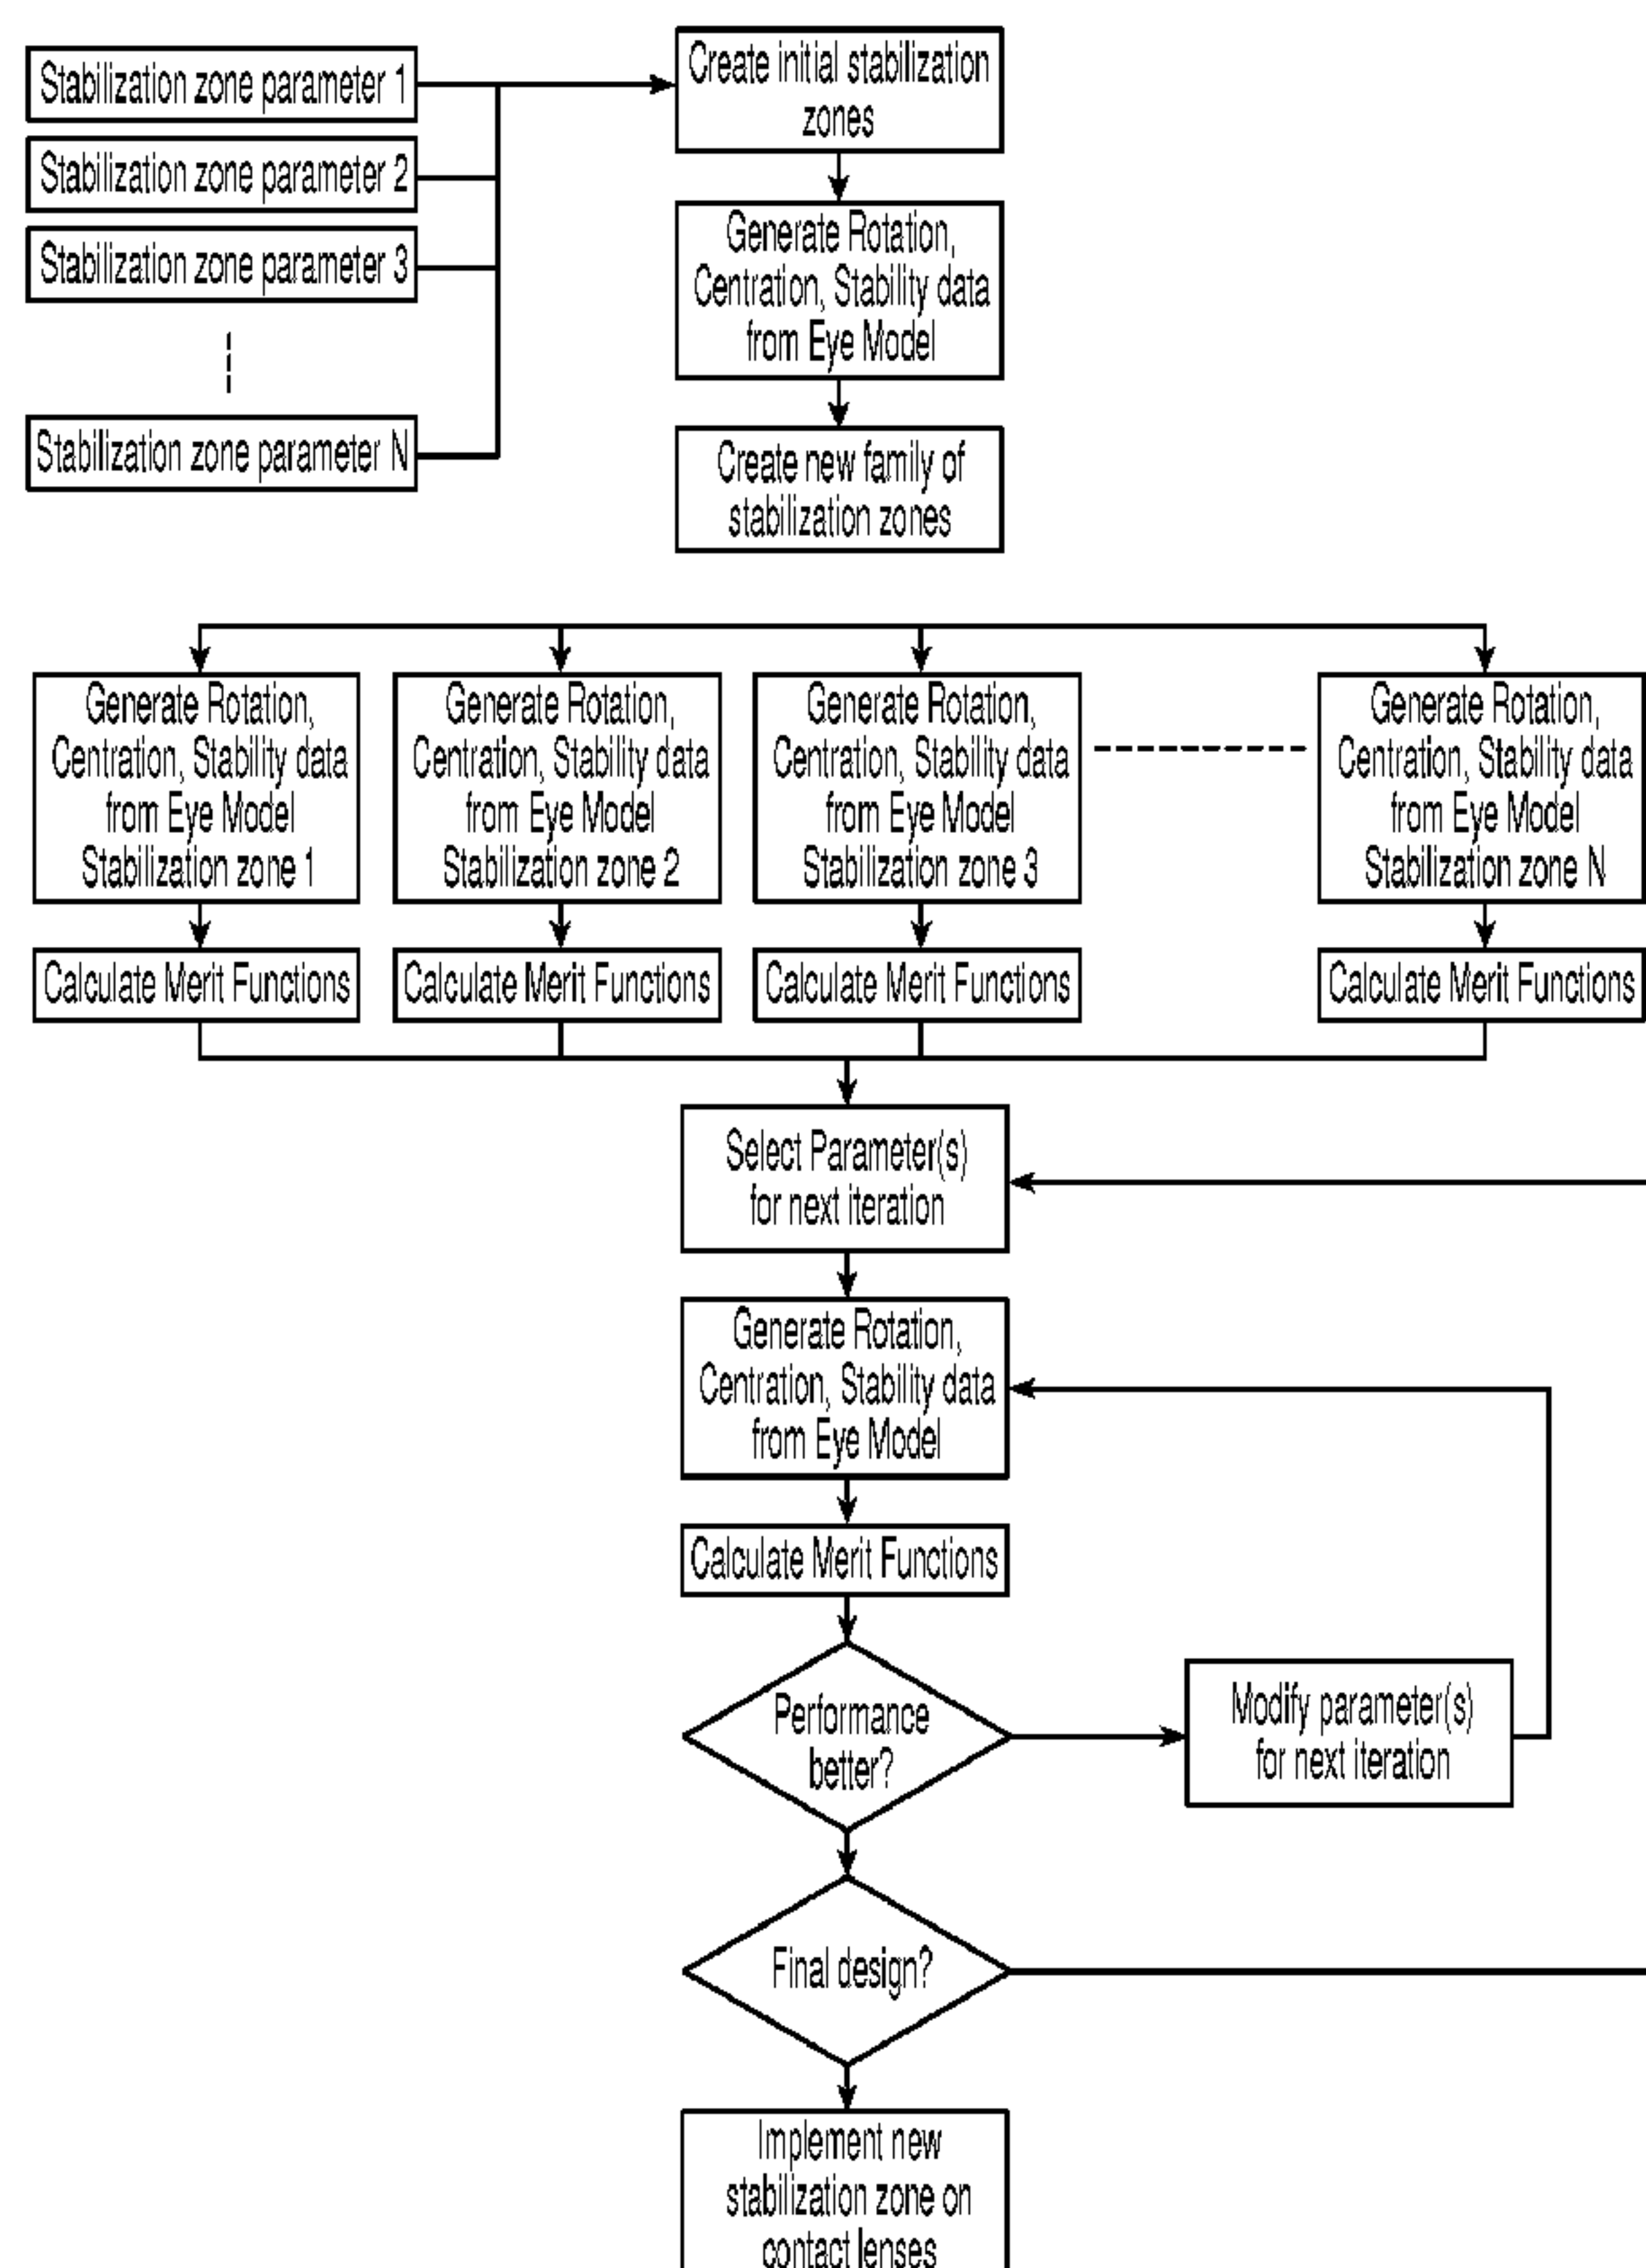 Stabilization zone parameter 1
Stabilization zone parameter 2
Stabilization zone parameter 3
Stabilization zone parameter N
Create initial stabilization
zones
Generate Rotation,
Centration, Stability data
from Eye Model
Create new family of
stabilization zones
Generate Rotation,
Centration, Stability data
from Eye Model
Stabilization zone 1
Generate Rotation,
Centration, Stability data
from Eye Model
Stabilization zone 2
Generate Rotation,
Centration, Stability data
from Eye Model
Stabilization zone 3
Generate Rotation,
Centration, Stability data
from Eye Model
Stabilization zone N
Calculate Merit Functions
Calculate Merit Functions
Calculate Merit Functions
Calculate Merit Functions
Select Parameter(s)
for next iteration
Generate Rotation,
Centration, Stability data
from Eye Model
Calculate Merit Functions
Performance
better?
Modify parameter(s)
for next iteration
Final design?
Implement new
stabilization zone on
contact lenses